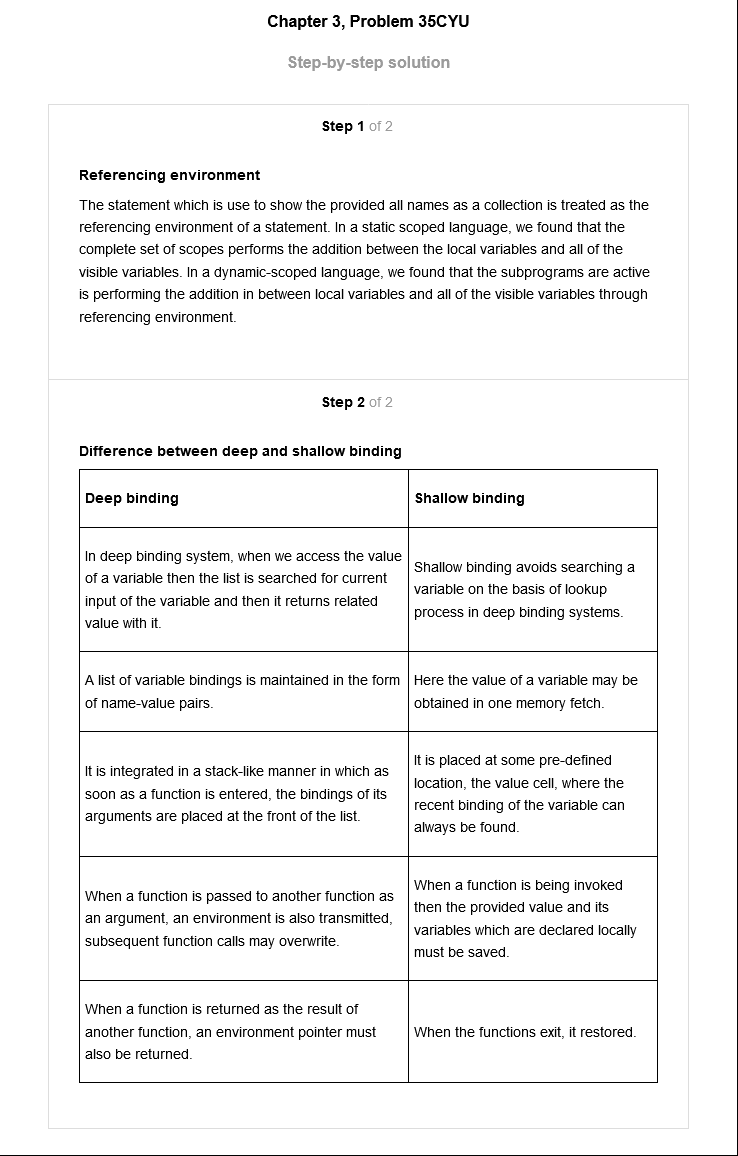 Chapter 3, Problem 35CYU
Step-by-step solution
Step 1 of 2
Referencing environment
The statement which is use to show the provided all names as a collection is treated as the
referencing environment of a statement. In a static scoped language, we found that the
complete set of scopes performs the addition between the local variables and all of the
visible variables. In a dynamic-scoped language, we found that the subprograms are active
is performing the addition in between local variables and all of the visible variables through
referencing environment.
Step 2 of 2
Difference between deep and shallow binding
Deep binding
Shallow binding
In deep binding system, when we access the value
of a variable then the list is searched for current
input of the variable and then it returns related
value with it.
Shallow binding avoids searching a
variable on the basis of lookup
process in deep binding systems.
A list of variable bindings is maintained in the form
of name-value pairs.
Here the value of a variable may be
obtained in one memory fetch.
It is integrated in a stack-like manner in which as
soon as a function is entered, the bindings of its
arguments are placed at the front of the list.
It is placed at some pre-defined
location, the value cell, where the
recent binding of the variable can
always be found.
When a function is passed to another function as
an argument, an environment is also transmitted,
subsequent function calls may overwrite.
When a function is being invoked
then the provided value and its
variables which are declared locally
must be saved.
When a function is returned as the result of
another function, an environment pointer must
also be returned.
When the functions exit, it restored.